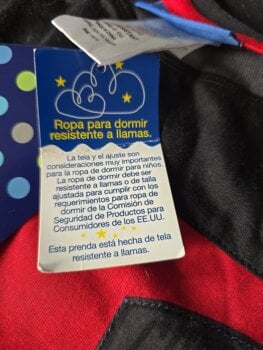 Ropa para dormir
resistente a llamas.
La tela y el ajuste son
consideraciones muy importantes
para la ropa de dormir para niños.
La ropa de dormir debe ser
resistente a llamas o de talla
ajustada para cumplir con los
requerimientos para ropa de
dormir de la Comisión de
Seguridad de Productos para
Consumidores de los EE.UU.
Esta prenda está hecha de tela
resistente a llamas.